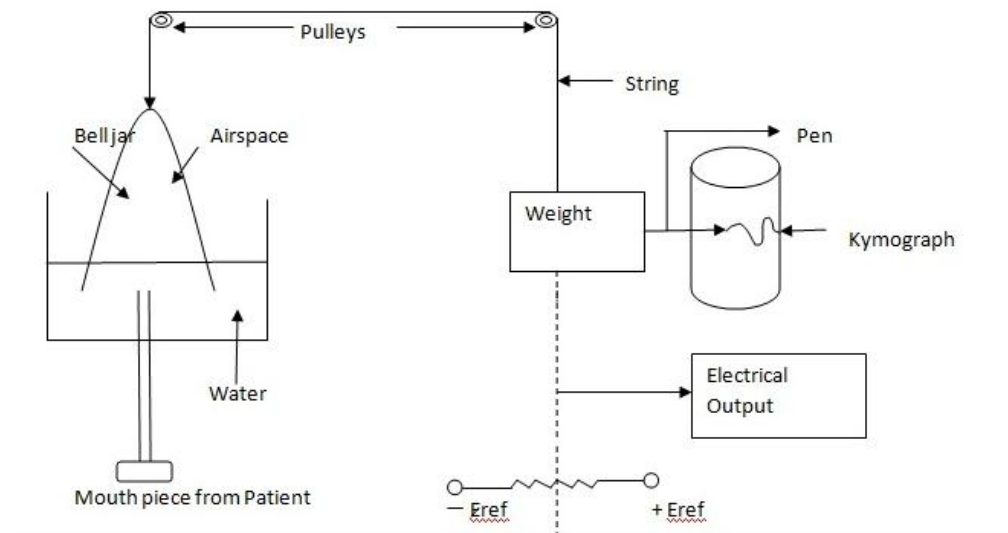 Pulleys
String
Bell jar
Airspace
Pen
Weight
Kymograph
Water
Electrical
Output
Mouth piece from Patient
— Eref
+ Eref